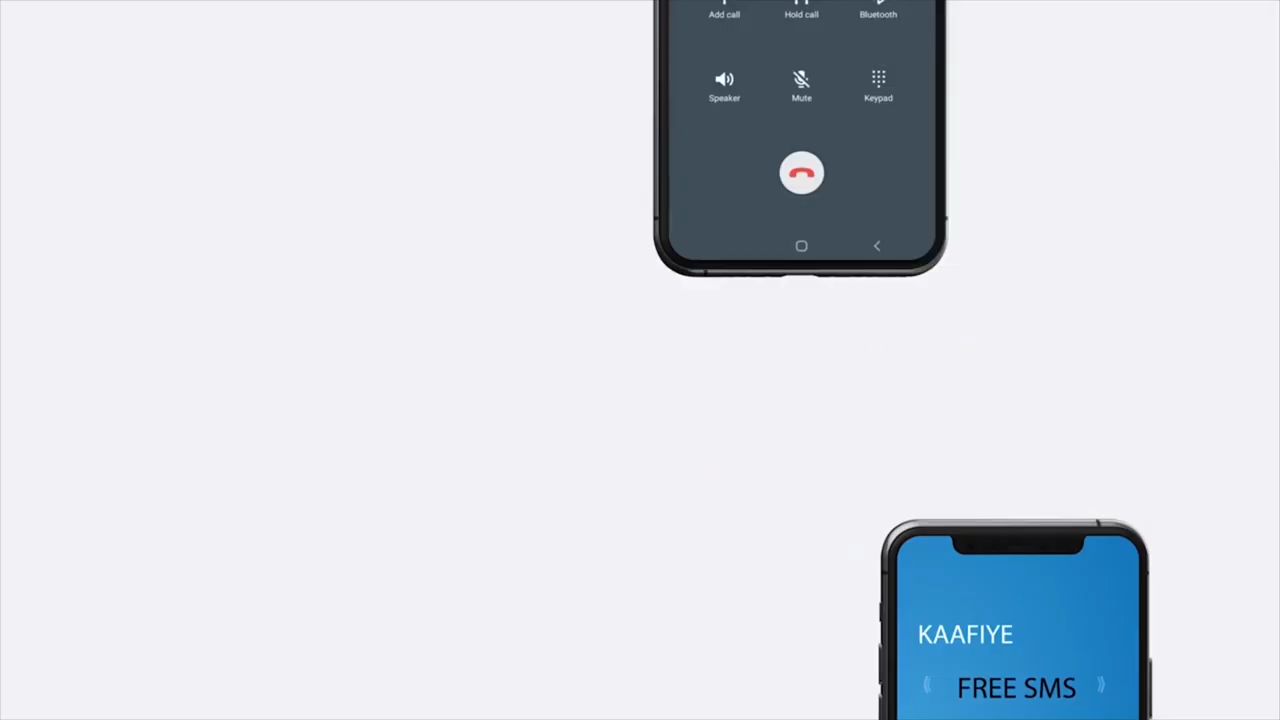 Add call Hold call Bluetooth
Speaker Mute Keypad
KAAFIYE
FREE SMS